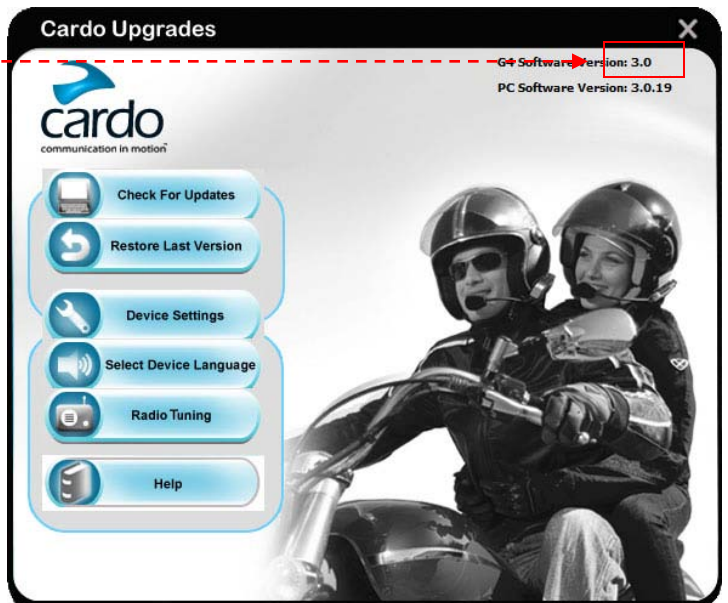 Cardo Upgrades
G4 Software Version: 3.0
PC Software Version: 3.0.19
cardo
communication in motion
Check For Updates
Restore Last Version
Device Settings
Select Device Language
Radio Tuning
Help